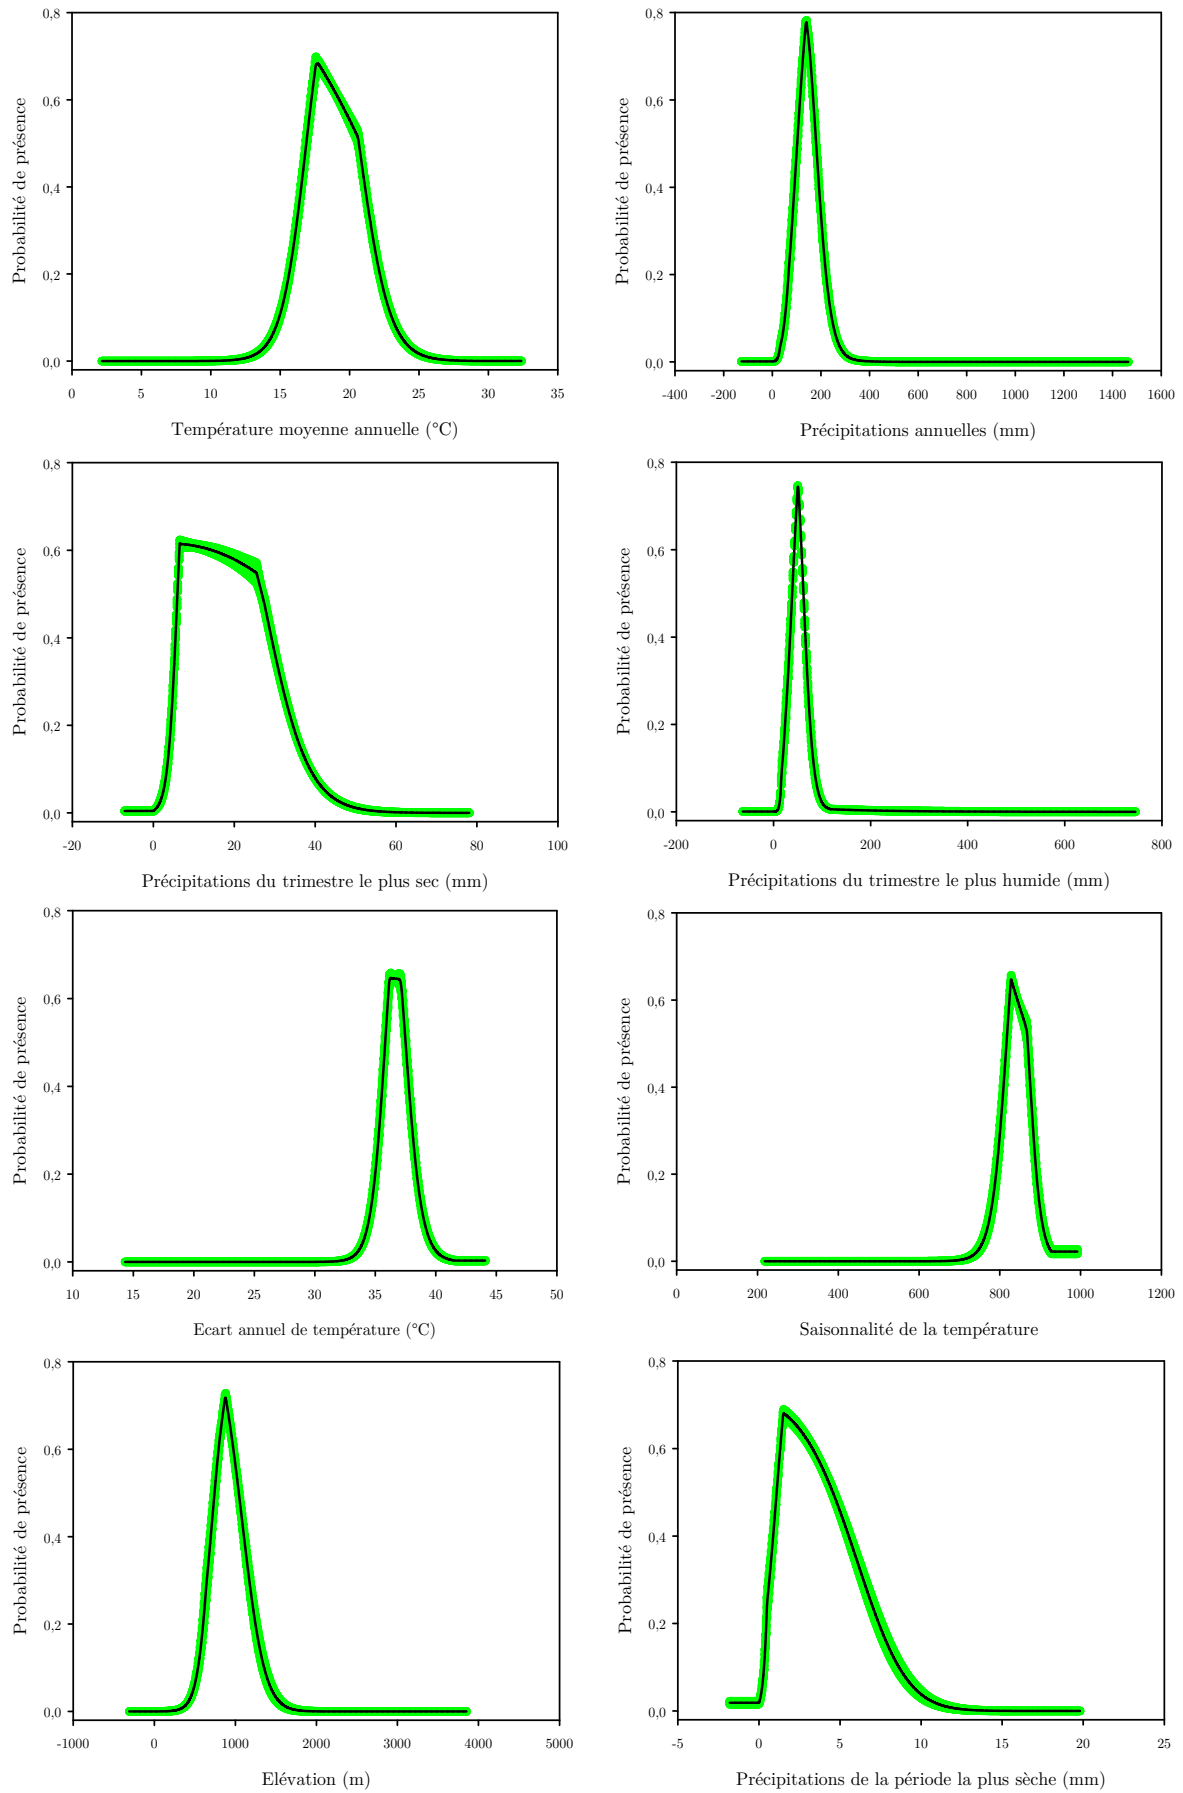 0,8
0,6
0,4
0,2
0,0
Probabilité de présence
0 5 10 15 20 25 30 35
Température moyenne annuelle (°C)
0,8
0,6
0,4
0,2
0,0
Probabilité de présence
-400 -200 0 200 400 600 800 1000 1200 1400 1600
Précipitations annuelles (mm)
0,8
0,6
0,4
0,2
0,0
Probabilité de présence
-20 0 20 40 60 80 100
Précipitations du trimestre le plus sec (mm)
0,8
0,6
0,4
0,2
0,0
Probabilité de présence
-200 0 200 400 600 800
Précipitations du trimestre le plus humide (mm)
0,8
0,6
0,4
0,2
0,0
Probabilité de présence
10 15 20 25 30 35 40 45 50
Ecart annuel de température (°C)
0,8
0,6
0,4
0,2
0,0
Probabilité de présence
0 200 400 600 800 1000 1200
Saisonnalité de la température
0,8
0,6
0,4
0,2
0,0
Probabilité de présence
-1000 0 1000 2000 3000 4000 5000
Elévation (m)
0,8
0,6
0,4
0,2
0,0
Probabilité de présence
-5 0 5 10 15 20 25
Précipitations de la période la plus sèche (mm)